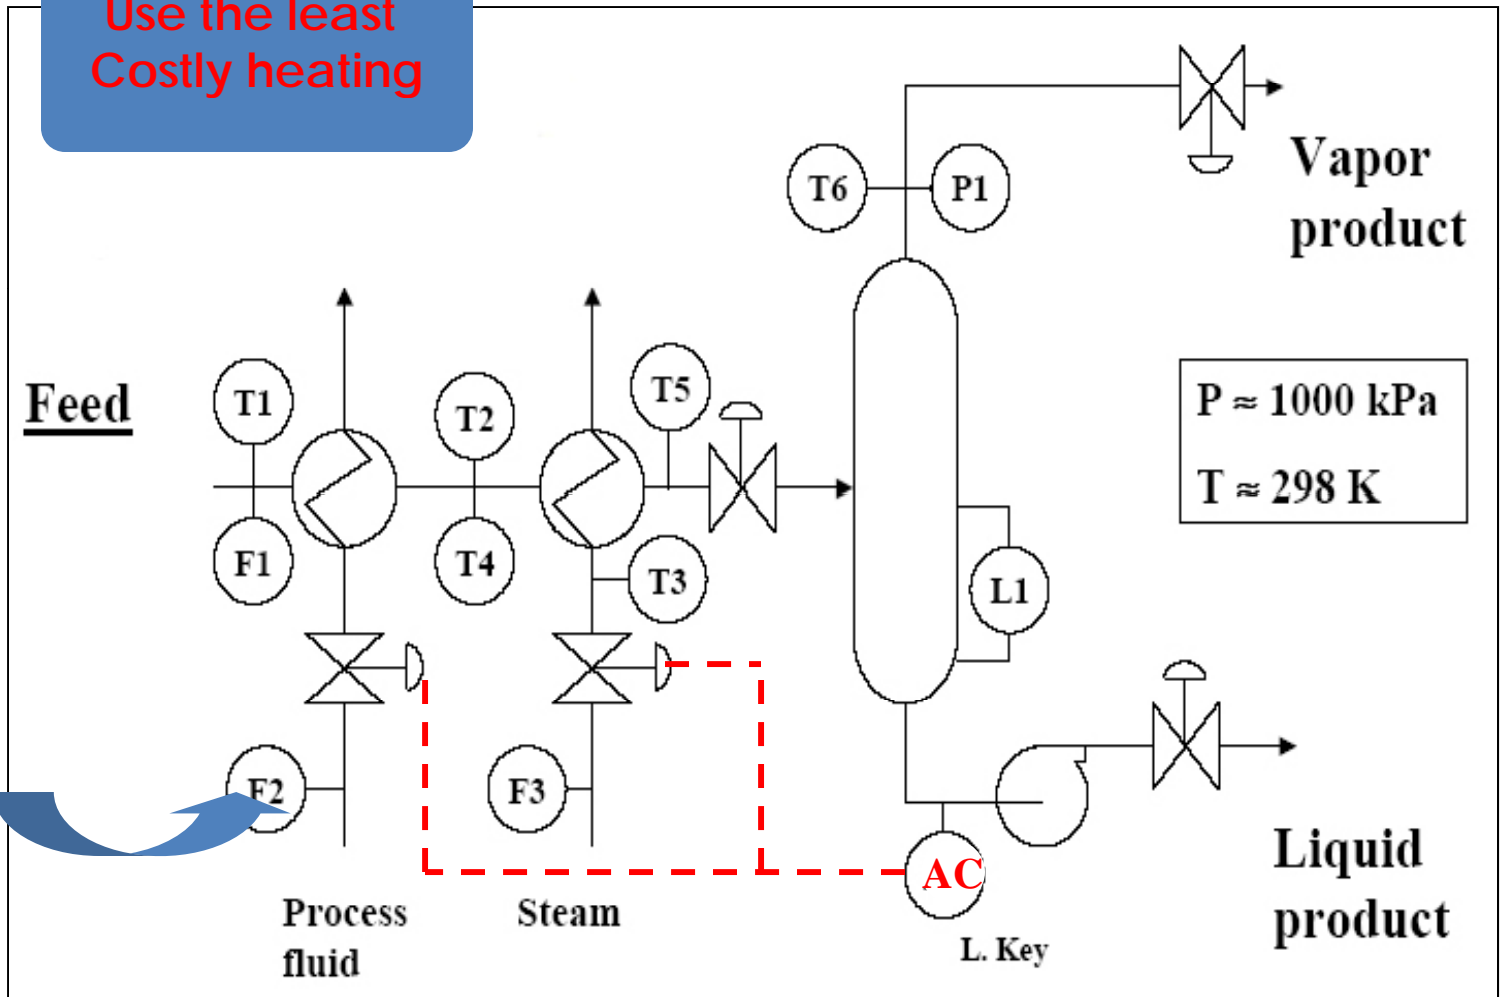 Use the least
Costly heating
Vapor
product
T6
P1
Feed
T1
T2
T5
P ≈ 1000 kPa
T ≈ 298 K
F1
T4
T3
L1
F2
F3
AC
Process
fluid
Steam
L. Key
Liquid
product